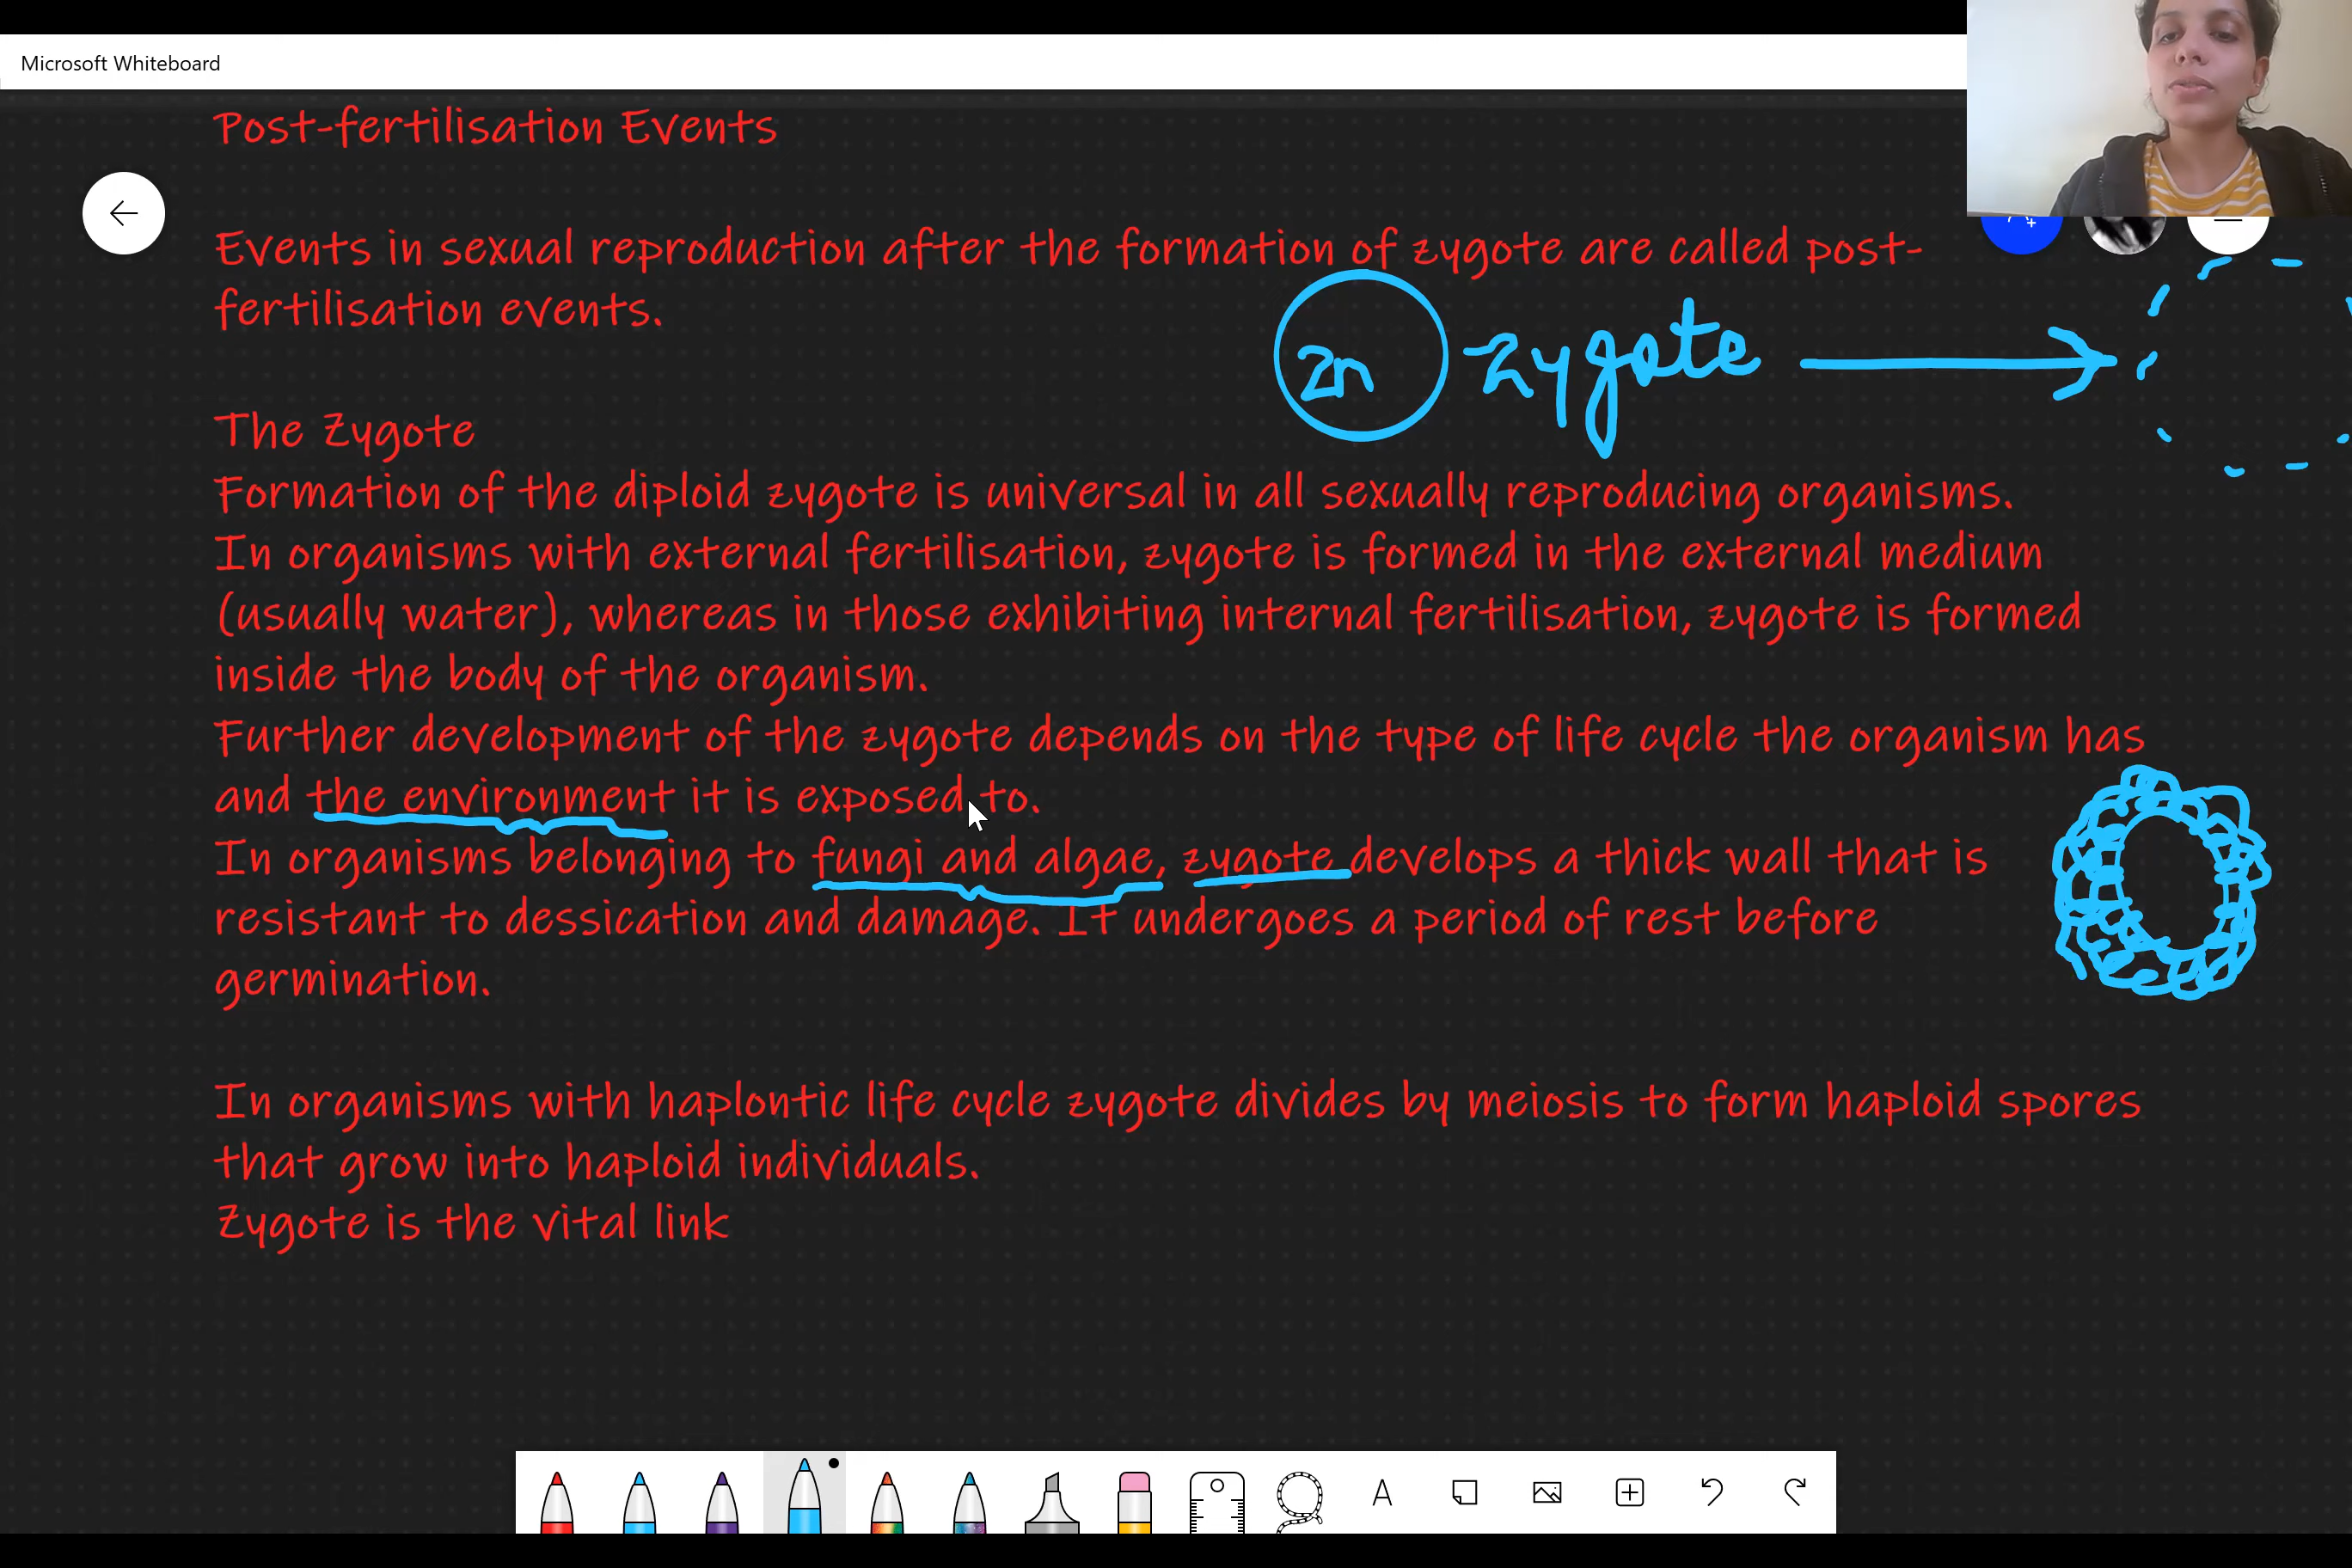 Microsoft Whiteboard
Post-fertilisation Events
Events in sexual reproduction after the formation of zygote are called post-
fertilisation events.
2n zygote
The Zygote
Formation of the diploid zygote is universal in all sexually reproducing organisms.
In organisms with external fertilisation, zygote is formed in the external medium
(usually water), whereas in those exhibiting internal fertilisation, zygote is formed
inside the body of the organism.
Further development of the zygote depends on the type of life cycle the organism has
and the environment it is exposed to.
In organisms belonging to fungi and algae, zygote develops a thick wall that is
resistant to dessication and damage. It undergoes a period of rest before
germination.
In organisms with haplontic life cycle zygote divides by meiosis to form haploid spores
that grow into haploid individuals.
Zygote is the vital link